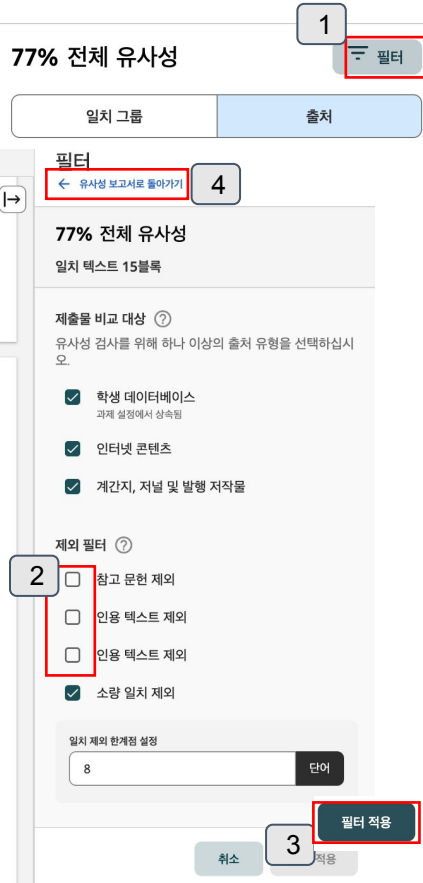 1
77% 전체 유사성
필터
일치 그룹
출처
필터
← 유사성 보고서로 돌아가기
4
77% 전체 유사성
일치 텍스트 15블록
제출물 비교 대상 ?
유사성 검사를 위해 하나 이상의 출처 유형을 선택하십시
오.
학생 데이터베이스
과제 설정에서 상속됨
인터넷 콘텐츠
계간지, 저널 및 발행 저작물
제외 필터 ?
2
참고 문헌 제외
인용 텍스트 제외
인용 텍스트 제외
소량 일치 제외
일치 제외 한계점 설정
8
단어
필터 적용
3
취소
적용